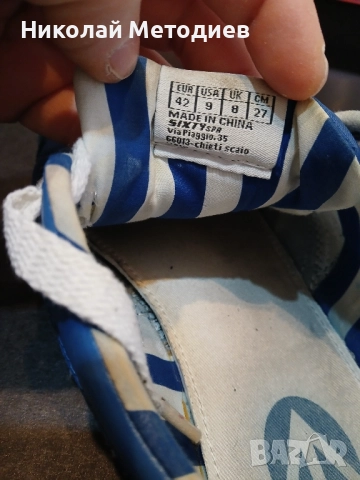 Николай Методиев
EUR USA UK CM
42 9 8 27
MADE IN CHINA
SIXTY SPA
via Piaggio, 35
66013-chieti scalo
bazar